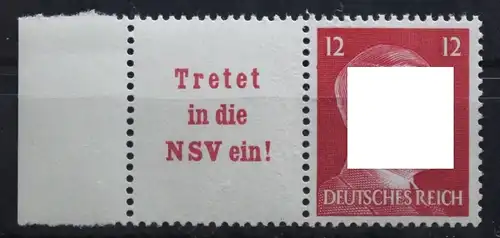 Tretet
in die
NSV ein!
12 12
DEUTSCHES REICH